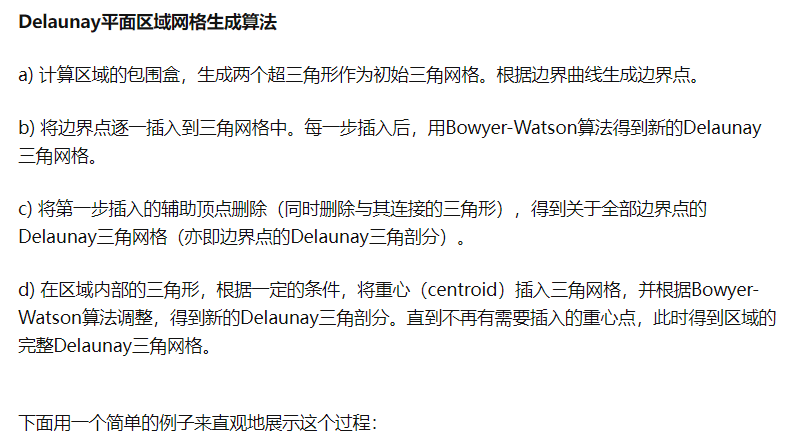 Delaunay平面区域网格生成算法
a) 计算区域的包围盒，生成两个超三角形作为初始三角网格。根据边界曲线生成边界点。
b) 将边界点逐一插入到三角网格中。每一步插入后，用Bowyer-Watson算法得到新的Delaunay
三角网格。
c) 将第一步插入的辅助顶点删除（同时删除与其连接的三角形），得到关于全部边界点的
Delaunay三角网格（亦即边界点的Delaunay三角剖分）。
d) 在区域内部的三角形，根据一定的条件，将重心（centroid）插入三角网格，并根据Bowyer-
Watson算法调整，得到新的Delaunay三角剖分。直到不再有需要插入的重心点，此时得到区域的
完整Delaunay三角网格。
下面用一个简单的例子来直观地展示这个过程：